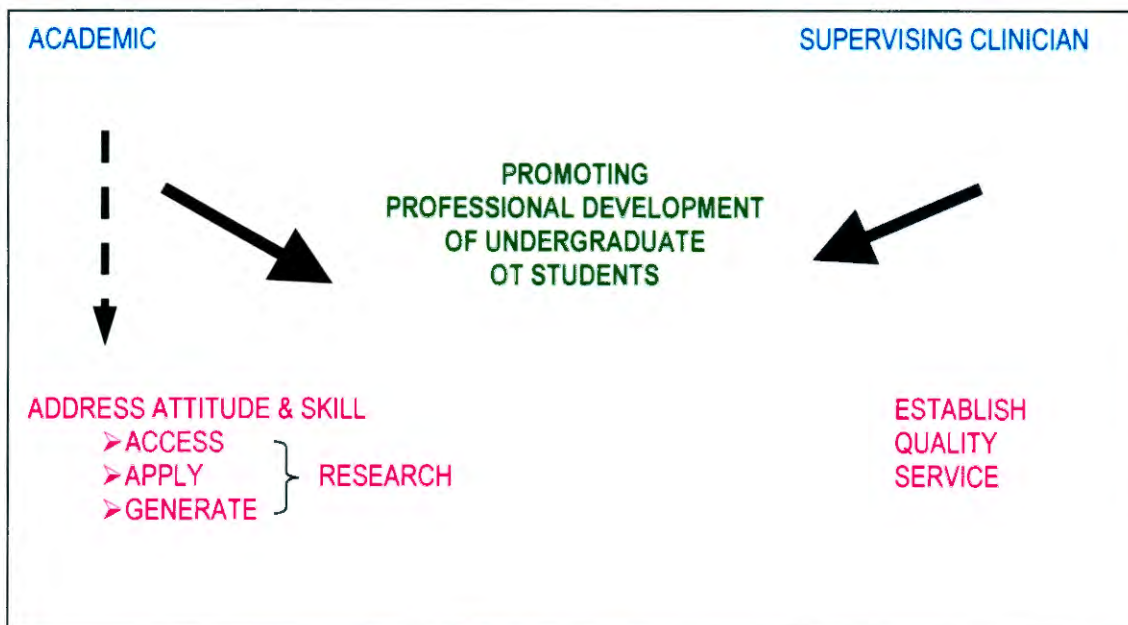 ACADEMIC
SUPERVISING CLINICIAN
PROMOTING
PROFESSIONAL DEVELOPMENT
OF UNDERGRADUATE
OT STUDENTS
ADDRESS ATTITUDE & SKILL
➢ACCESS
➢APPLY
➢GENERATE
RESEARCH
ESTABLISH
QUALITY
SERVICE